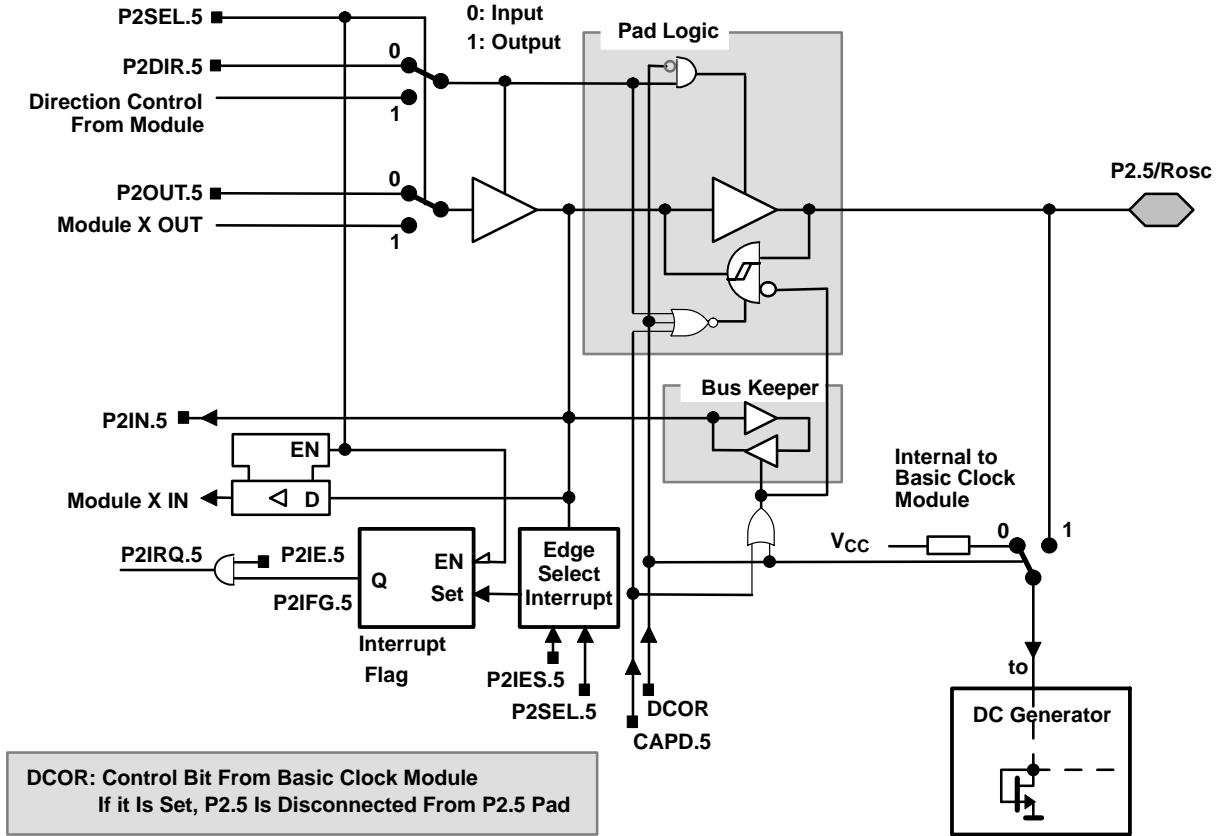 P2SEL.5
0: Input
1: Output
Pad Logic
P2DIR.5
0
Direction Control
From Module
1
P2OUT.5
0
Module X OUT
1
P2.5/Rosc
Bus Keeper
P2IN.5
EN
Module X IN
D
Internal to
Basic Clock
Module
VCC
0
1
P2IRQ.5
P2IE.5
P2IFG.5
Q
EN
Set
Edge
Select
Interrupt
Interrupt
Flag
P2IES.5
P2SEL.5
DCOR
CAPD.5
to
DC Generator
DCOR: Control Bit From Basic Clock Module
If it Is Set, P2.5 Is Disconnected From P2.5 Pad